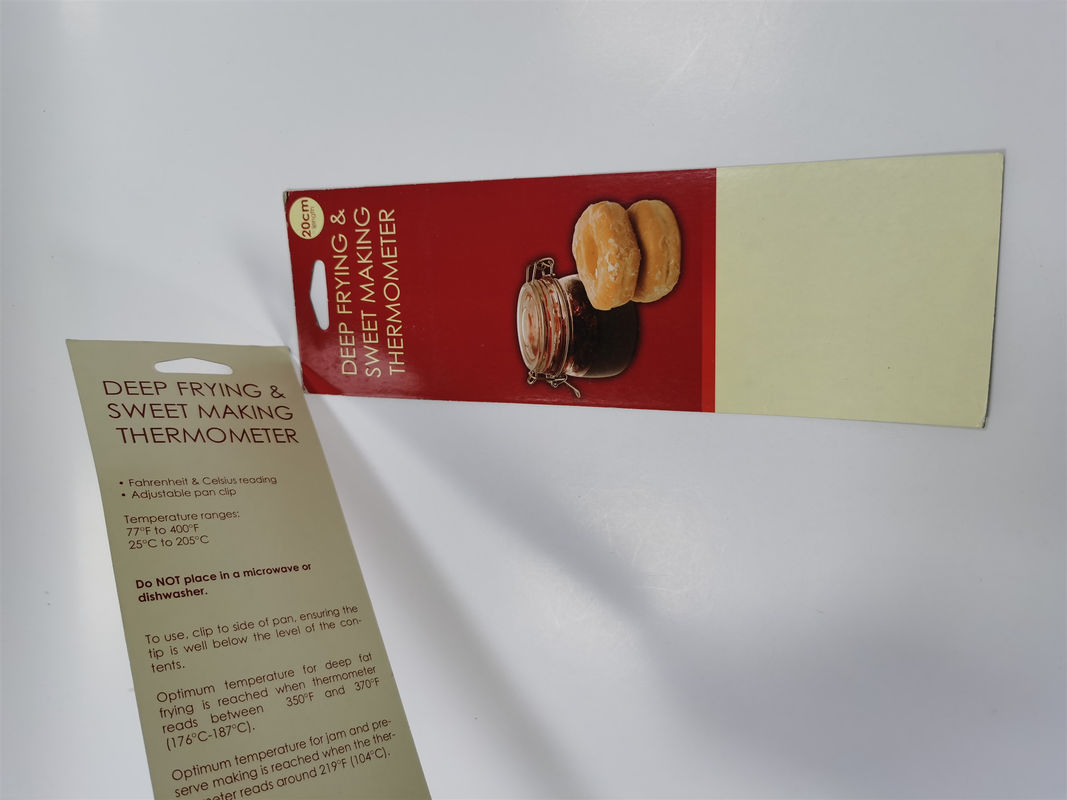 20cm
length
DEEP FRYING &
SWEET MAKING
THERMOMETER
DEEP FRYING &
SWEET MAKING
THERMOMETER
• Fahrenheit & Celsius reading
• Adjustable pan clip
Temperature ranges:
77°F to 400°F
25°C to 205°C
Do NOT place in a microwave or
dishwasher.
To use, clip to side of pan, ensuring the
tip is well below the level of the con-
tents.
Optimum temperature for deep fat
frying is reached when thermometer
reads between 350°F and 370°F
(176°C-187°C).
Optimum temperature for jam and pre-
serve making is reached when the ther-
meter reads around 219°F (104°C).